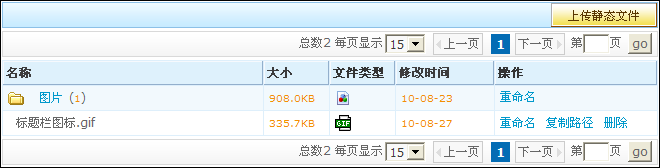 上传静态文件
总数2 每页显示 15 上一页 1 下一页 第 页 go
名称 大小 文件类型 修改时间 操作
图片 (1) 908.0KB 10-08-23 重命名
标题栏图标.gif 335.7KB GIF 10-08-27 重命名 复制路径 删除
总数2 每页显示 15 上一页 1 下一页 第 页 go